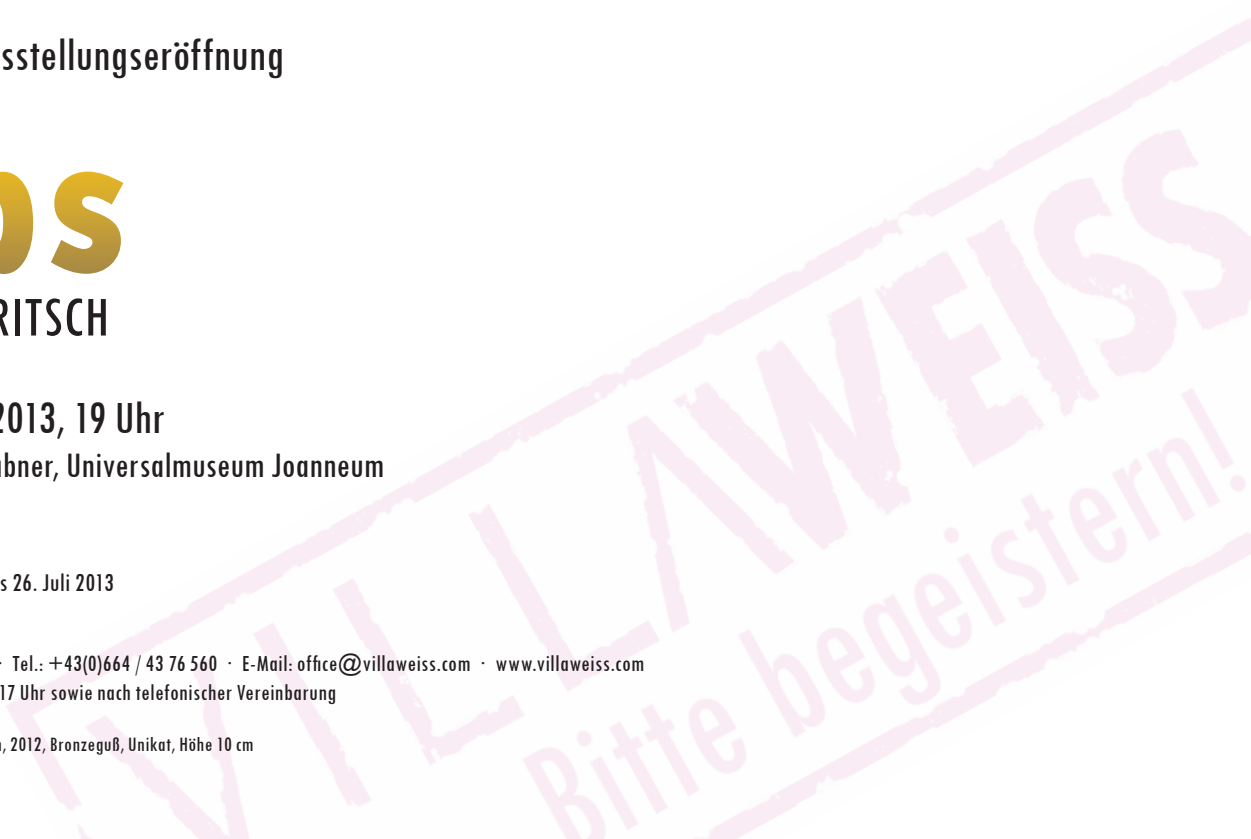 sstellungseröffnung
os
RITSCH
2013, 19 Uhr
bner, Universalmuseum Joanneum
s 26. Juli 2013
· Tel.: +43(0)664 / 43 76 560 · E-Mail: office@villaweiss.com · www.villaweiss.com
17 Uhr sowie nach telefonischer Vereinbarung
, 2012, Bronzeguß, Unikat, Höhe 10 cm
VILLAWEISS
Bitte begeistern!